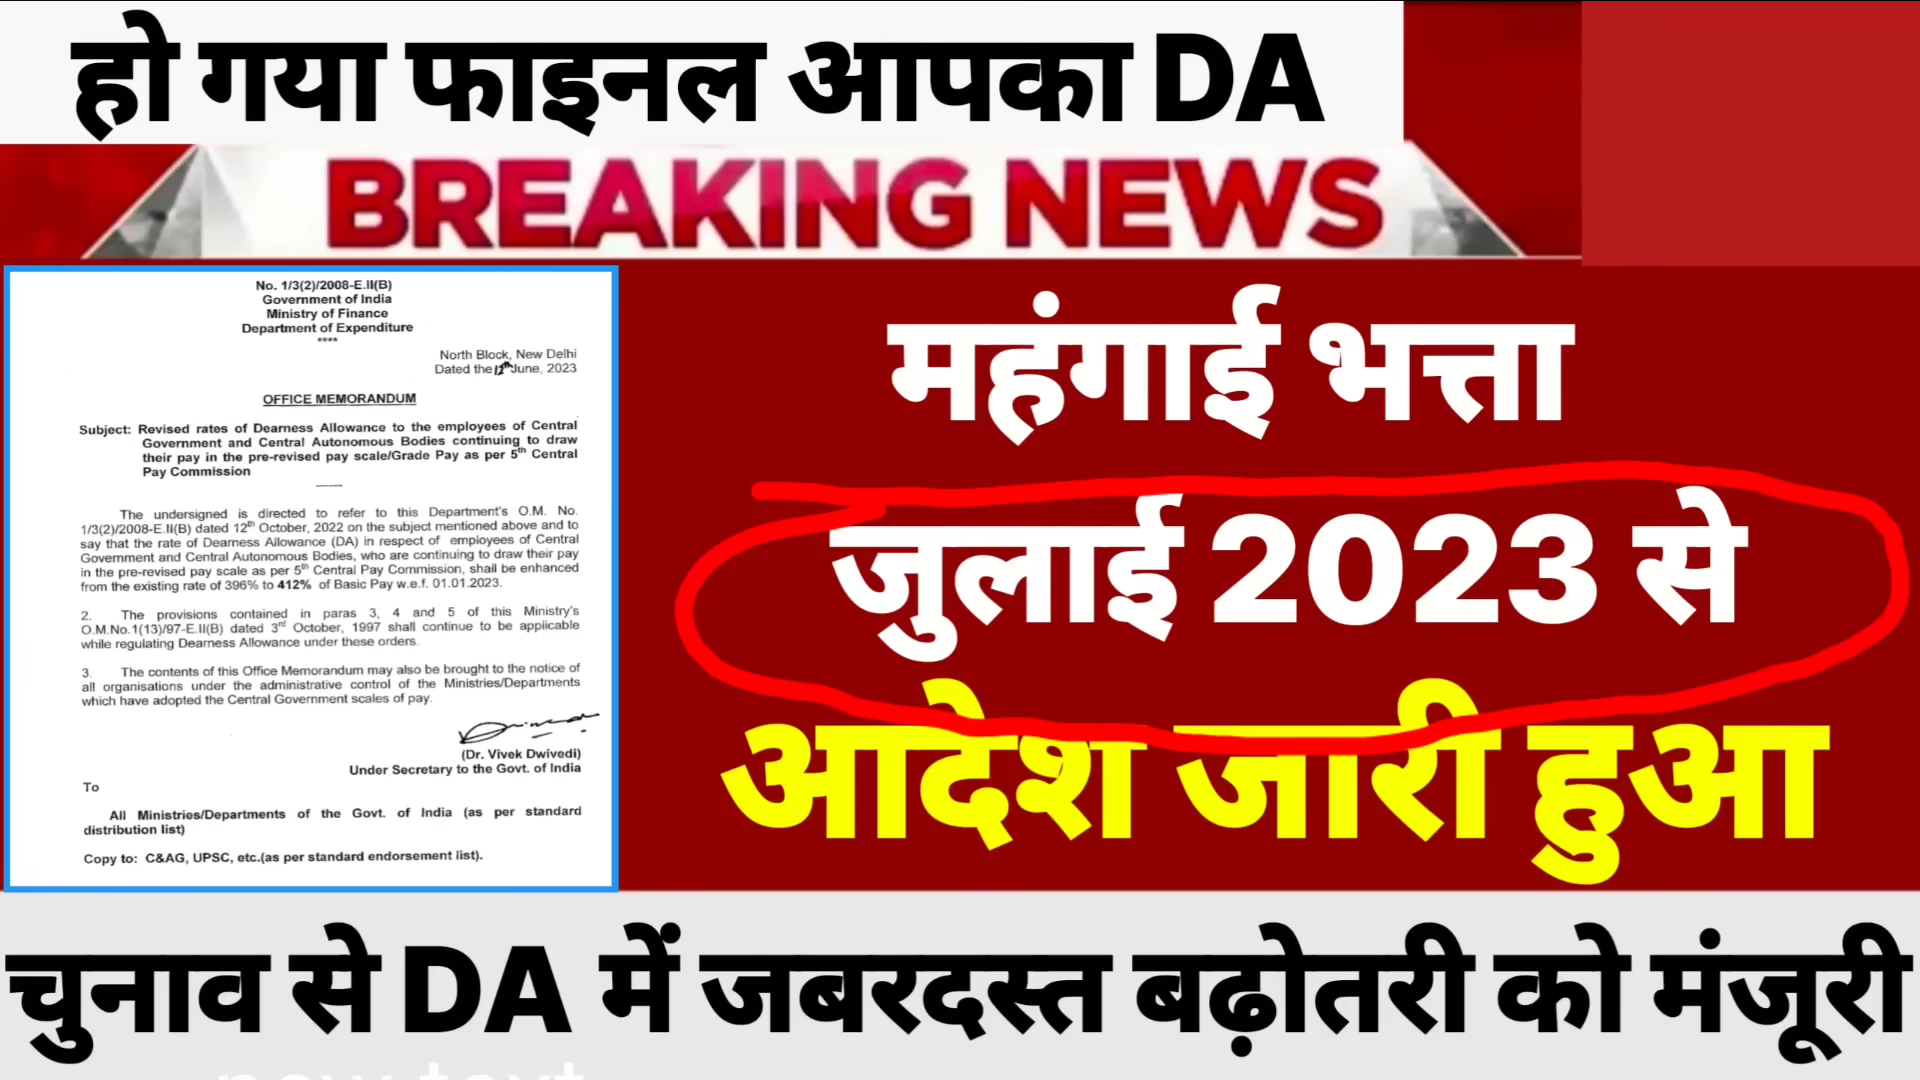 हो गया फाइनल आपका DA
BREAKING NEWS
No. 1/3(2)/2008-E.II(B)
Government of India
Ministry of Finance
Department of Expenditure
****
North Block, New Delhi
Dated the 12th June, 2023
OFFICE MEMORANDUM
Subject: Revised rates of Dearness Allowance to the employees of Central
Government and Central Autonomous Bodies continuing to draw
their pay in the pre-revised pay scale/Grade Pay as per 5th Central
Pay Commission
The undersigned is directed to refer to this Department's O.M. No.
1/3(2)/2008-E.II(B) dated 12th October, 2022 on the subject mentioned above and to
say that the rate of Dearness Allowance (DA) in respect of employees of Central
Government and Central Autonomous Bodies, who are continuing to draw their pay
in the pre-revised pay scale as per 5th Central Pay Commission, shall be enhanced
from the existing rate of 396% to 412% of Basic Pay w.e.f. 01.01.2023.
2. The provisions contained in paras 3, 4 and 5 of this Ministry's
O.M.No.1(13)/97-E.II(B) dated 3rd October, 1997 shall continue to be applicable
while regulating Dearness Allowance under these orders.
3. The contents of this Office Memorandum may also be brought to the notice of
all organisations under the administrative control of the Ministries/Departments
which have adopted the Central Government scales of pay.
(Dr. Vivek Dwivedi)
Under Secretary to the Govt. of India
To
All Ministries/Departments of the Govt. of India (as per standard
distribution list)
Copy to: C&AG, UPSC, etc.(as per standard endorsement list).
महंगाई भत्ता
जुलाई 2023 से
आदेश जारी हुआ
चुनाव से DA में जबरदस्त बढ़ोतरी को मंजूरी